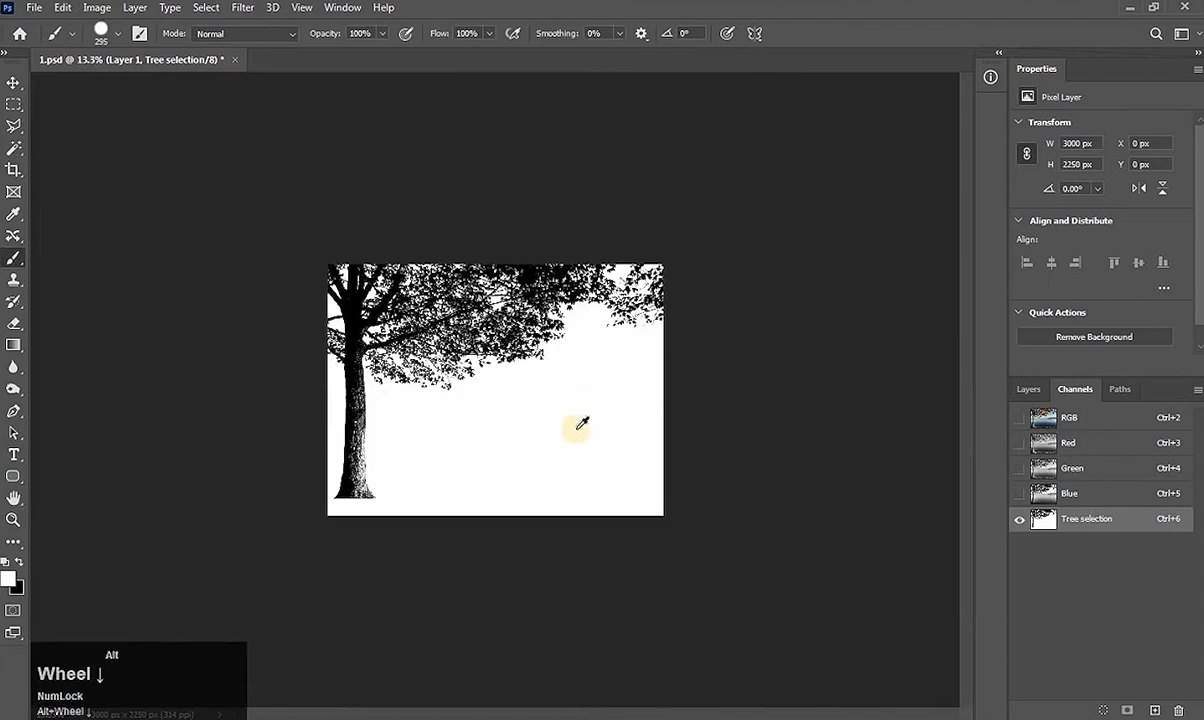 Ps File Edit Image Layer Type Select Filter 3D View Window Help
295 Mode: Normal Opacity: 100% Flow: 100% Smoothing: 0% 0°
1.psd @ 13.3% (Layer 1, Tree selection/8) * ×
Properties
Pixel Layer
Transform
W 3000 px X 0 px
H 2250 px Y 0 px
0.00°
Align and Distribute
Align:
Quick Actions
Remove Background
Layers Channels Paths
RGB Ctrl+2
Red Ctrl+3
Green Ctrl+4
Blue Ctrl+5
Tree selection Ctrl+6
Alt
Wheel ↓
NumLock
Alt+Wheel ↓
3000 px x 2250 px (314 ppi)